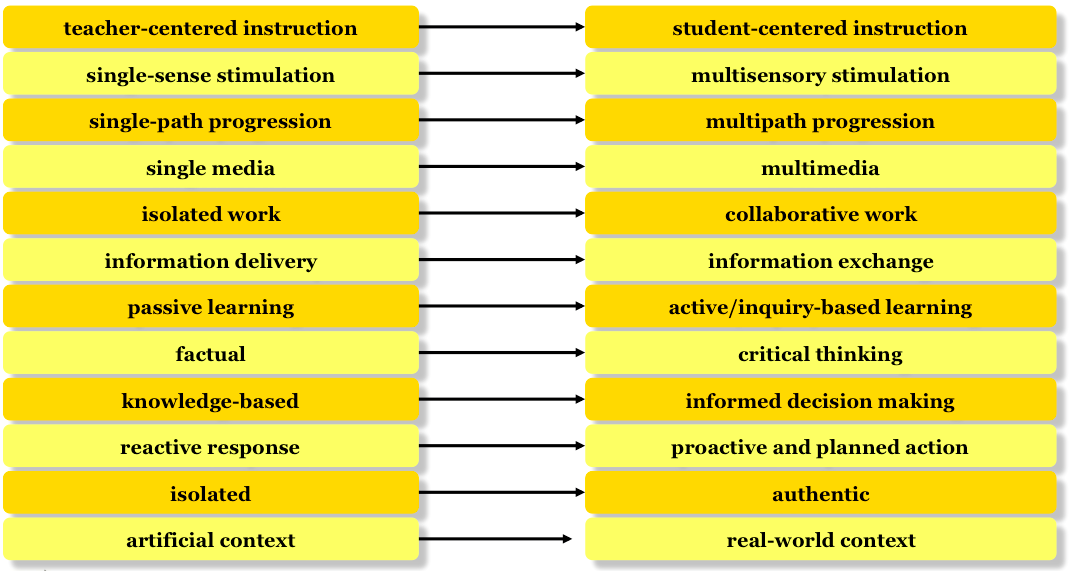 teacher-centered instruction student-centered instruction
single-sense stimulation multisensory stimulation
single-path progression multipath progression
single media multimedia
isolated work collaborative work
information delivery information exchange
passive learning active/inquiry-based learning
factual critical thinking
knowledge-based informed decision making
reactive response proactive and planned action
isolated authentic
artificial context real-world context